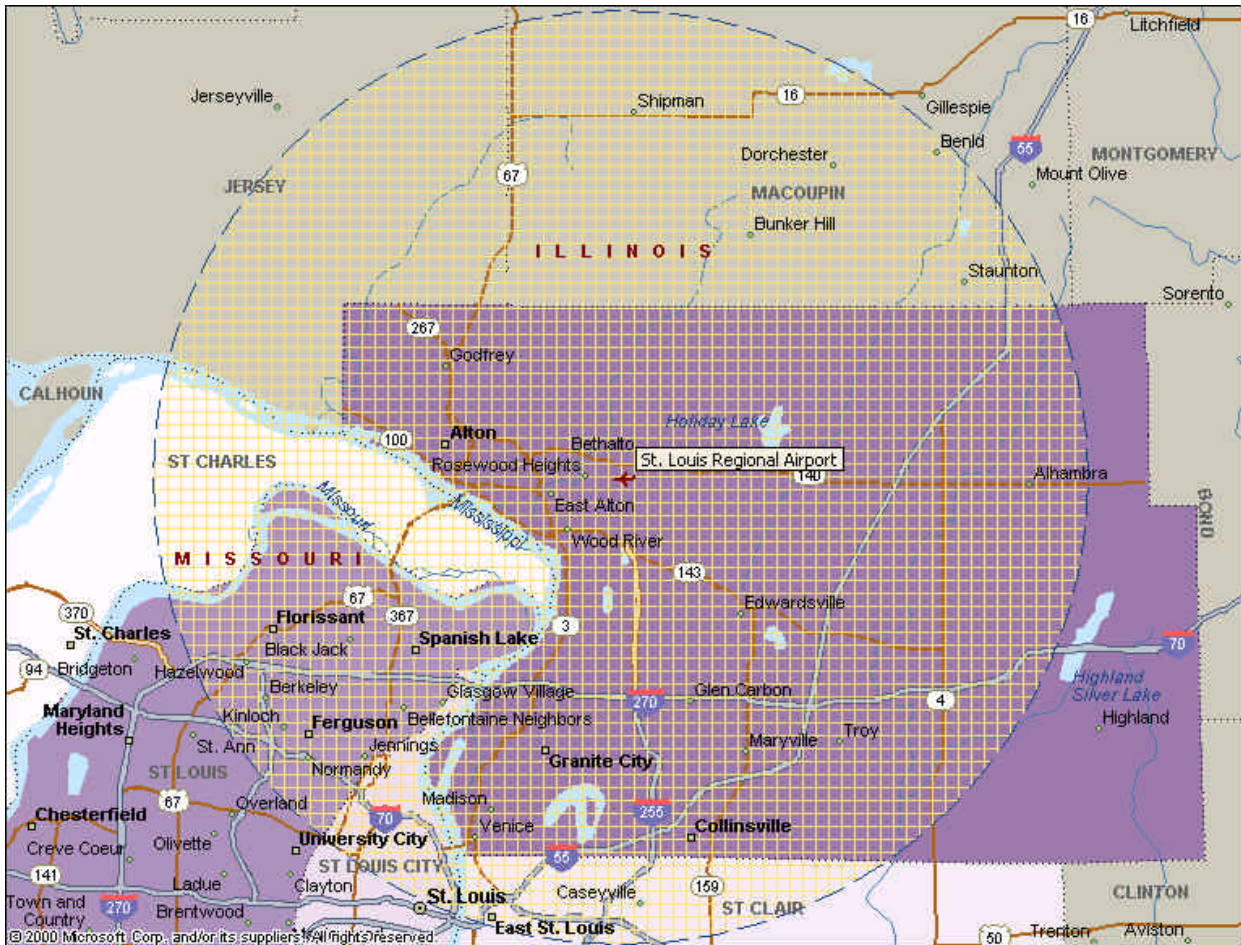 16
Litchfield
Jerseyville
Shipman
16
Gillespie
Benld
55
MONTGOMERY
Dorchester
67
Mount Olive
JERSEY
MACOUPIN
Bunker Hill
ILLINOIS
Staunton
Sorento
267
Godfrey
CALHOUN
Holiday Lake
100
Alton
Bethalto
ST CHARLES
Rosewood Heights
St. Louis Regional Airport
140
Alhambra
Missouri
Mississippi
East Alton
BOND
Wood River
MISSOURI
143
370
67
Edwardsville
Florissant
367
3
St. Charles
Black Jack
Spanish Lake
70
94
Bridgeton
Hazelwood
Highland
Silver Lake
Berkeley
Glasgow Village
270
Glen Carbon
4
Maryland
Heights
Kinloch
Ferguson
Bellefontaine Neighbors
Highland
St. Ann
Jennings
Maryville
Troy
Normandy
Granite City
ST LOUIS
67
Overland
Madison
255
Chesterfield
70
Venice
Collinsville
Creve Coeur
Olivette
University City
55
ST LOUIS CITY
141
Ladue
Clayton
159
Caseyville
CLINTON
Town and
Country
270
Brentwood
St. Louis
ST CLAIR
East St. Louis
50
Trenton
Aviston
© 2000 Microsoft Corp. and/or its suppliers. All rights reserved.